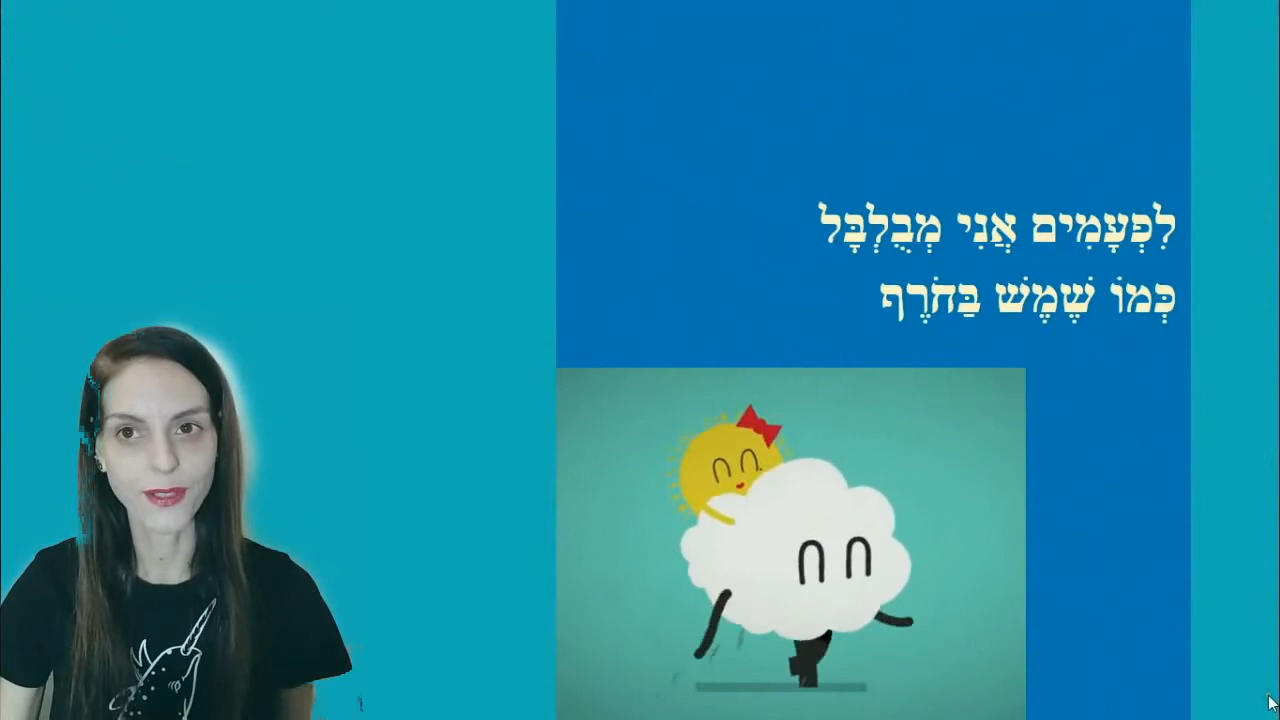 לִפְעָמִים אֲנִי מְבֻלְבָּל
כְּמוֹ שֶׁמֶשׁ בַּחֹרֶף